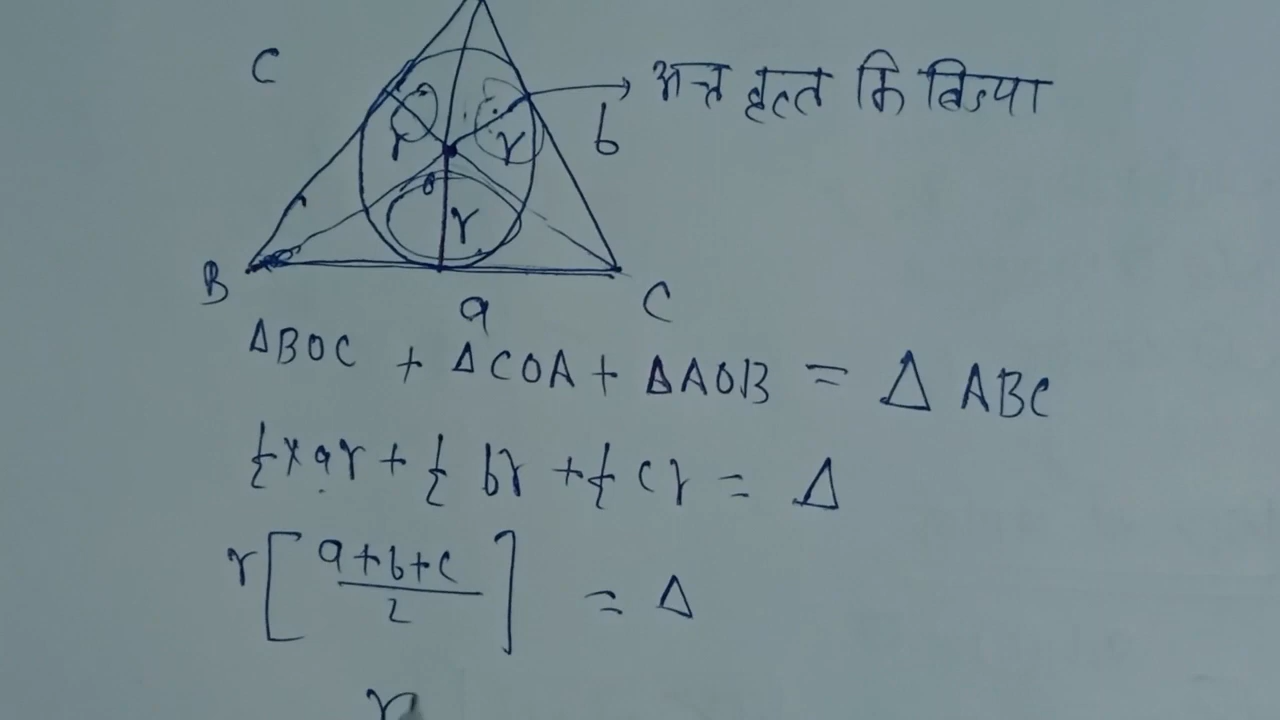 C
अन्त वृत्त कि त्रिज्या
b
r
r
o
r
B
a
C
ΔBOC + ΔCOA + ΔAOB = Δ ABC
½×ar + ½ br + ½ cr = Δ
r[a+b+c/2] = Δ
r